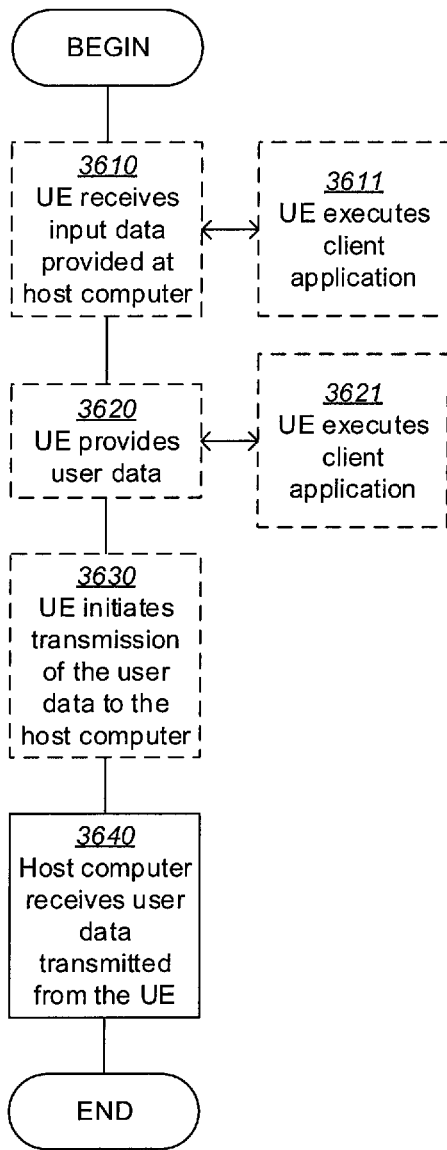 BEGIN
3610
UE receives
input data
provided at
host computer
3611
UE executes
client
application
3620
UE provides
user data
3621
UE executes
client
application
3630
UE initiates
transmission
of the user
data to the
host computer
3640
Host computer
receives user
data
transmitted
from the UE
END